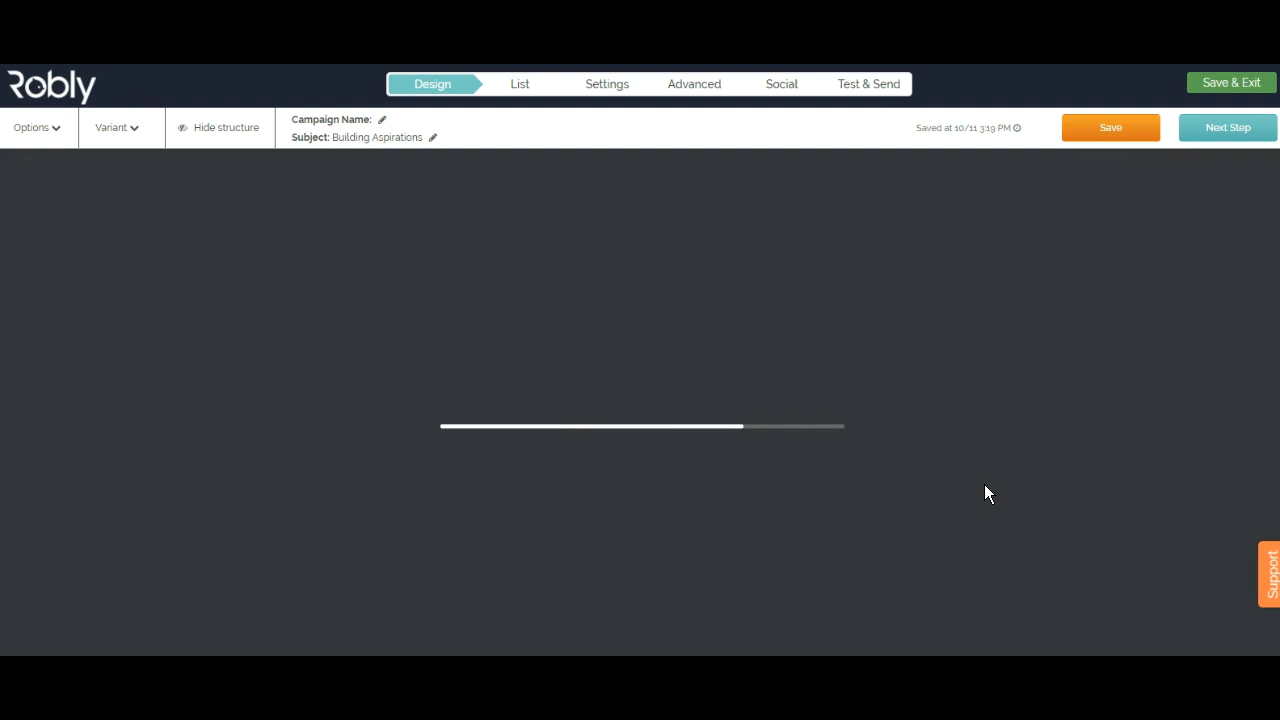 Robly
Design
List
Settings
Advanced
Social
Test & Send
Save & Exit
Options
Variant
Hide structure
Campaign Name:
Subject: Building Aspirations
Saved at 10/11 3:19 PM
Save
Next Step
Support